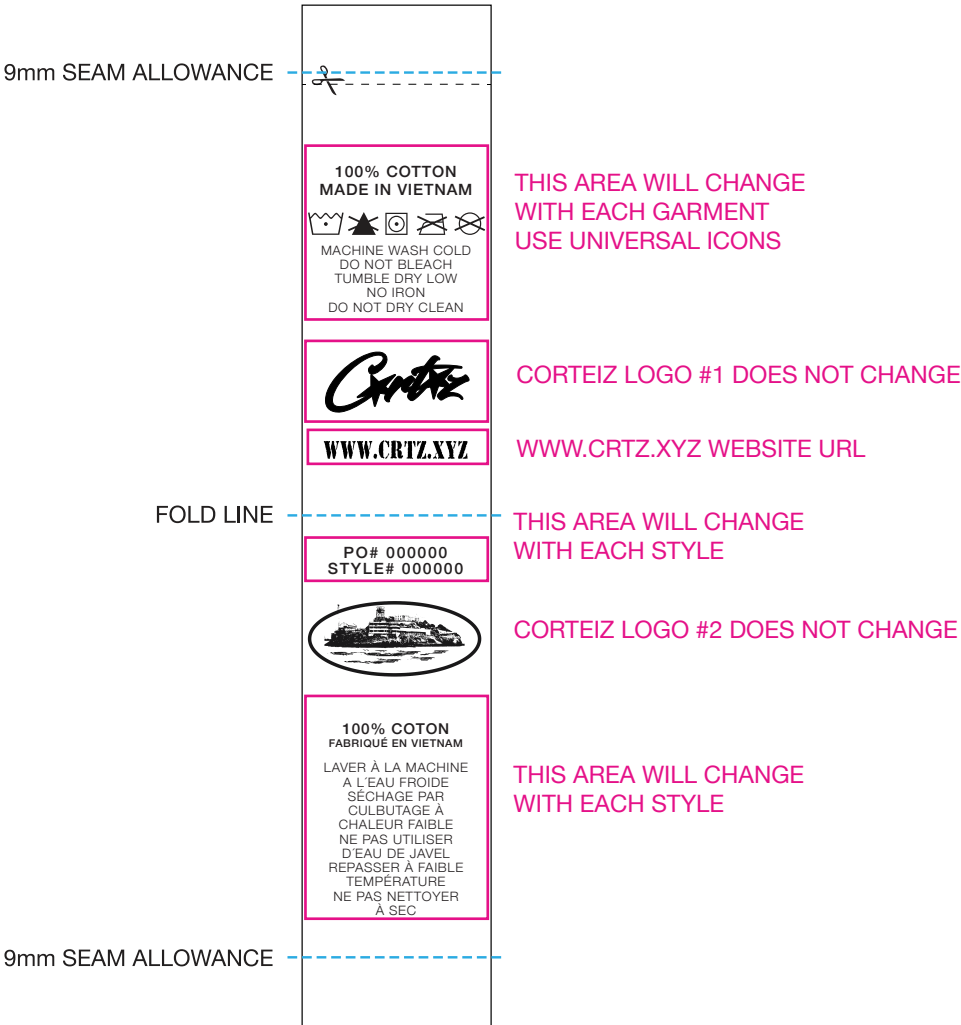 9mm SEAM ALLOWANCE
100% COTTON
MADE IN VIETNAM
MACHINE WASH COLD
DO NOT BLEACH
TUMBLE DRY LOW
NO IRON
DO NOT DRY CLEAN
THIS AREA WILL CHANGE
WITH EACH GARMENT
USE UNIVERSAL ICONS
Cortiz
CORTEIZ LOGO #1 DOES NOT CHANGE
WWW.CRTZ.XYZ
WWW.CRTZ.XYZ WEBSITE URL
FOLD LINE
THIS AREA WILL CHANGE
WITH EACH STYLE
PO# 000000
STYLE# 000000
CORTEIZ LOGO #2 DOES NOT CHANGE
100% COTON
FABRIQUÉ EN VIETNAM
LAVER À LA MACHINE
A L´EAU FROIDE
SÉCHAGE PAR
CULBUTAGE À
CHALEUR FAIBLE
NE PAS UTILISER
D´EAU DE JAVEL
REPASSER À FAIBLE
TEMPÉRATURE
NE PAS NETTOYER
À SEC
THIS AREA WILL CHANGE
WITH EACH STYLE
9mm SEAM ALLOWANCE